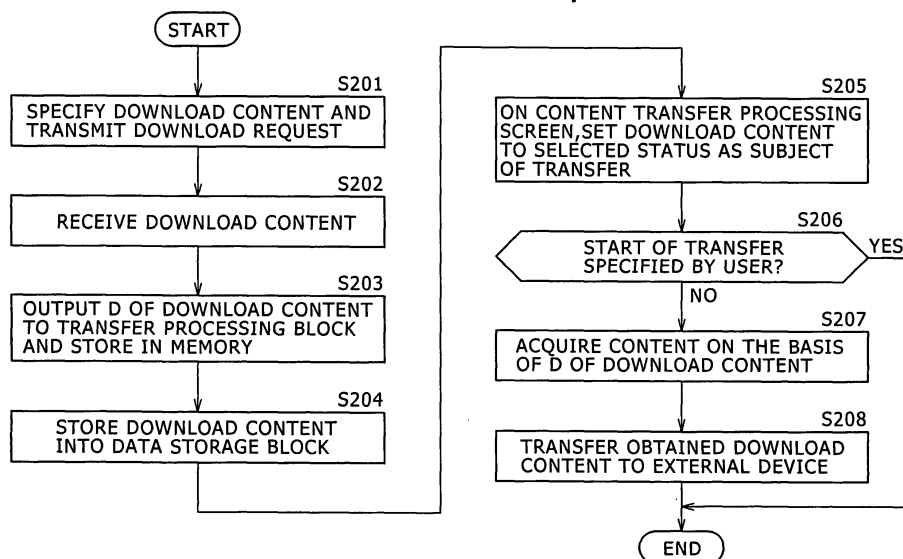 START
S201
SPECIFY DOWNLOAD CONTENT AND
TRANSMIT DOWNLOAD REQUEST
S202
RECEIVE DOWNLOAD CONTENT
S203
OUTPUT D OF DOWNLOAD CONTENT
TO TRANSFER PROCESSING BLOCK
AND STORE IN MEMORY
S204
STORE DOWNLOAD CONTENT
INTO DATA STORAGE BLOCK
S205
ON CONTENT TRANSFER PROCESSING
SCREEN,SET DOWNLOAD CONTENT
TO SELECTED STATUS AS SUBJECT
OF TRANSFER
S206
START OF TRANSFER
SPECIFIED BY USER?
YES
NO
S207
ACQUIRE CONTENT ON THE BASIS
OF D OF DOWNLOAD CONTENT
S208
TRANSFER OBTAINED DOWNLOAD
CONTENT TO EXTERNAL DEVICE
END